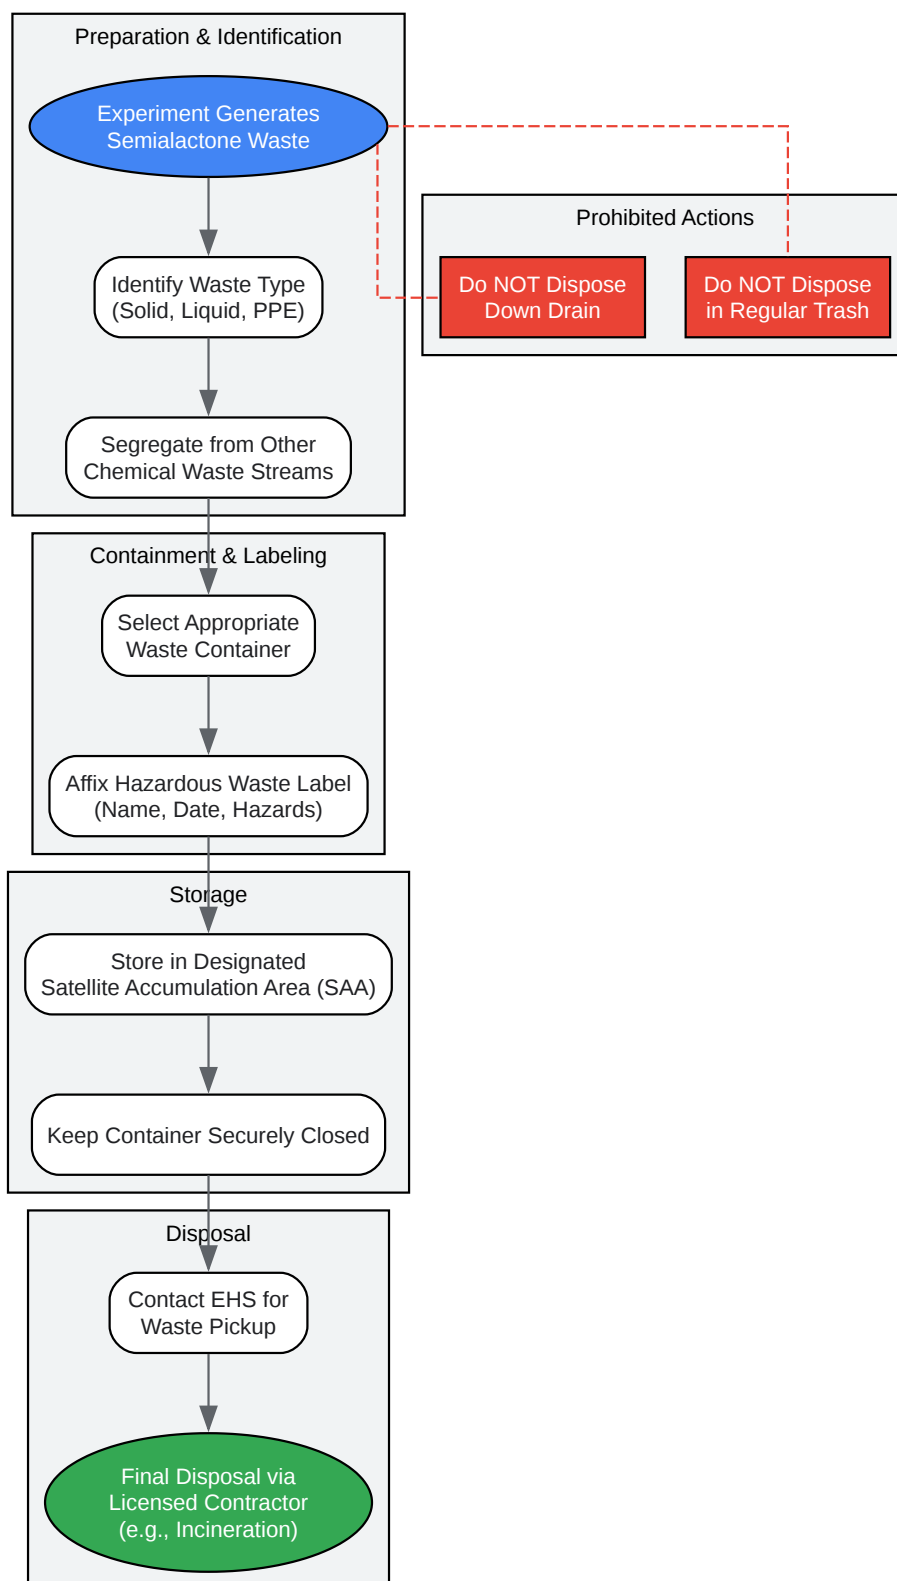 Preparation & Identification
Experiment Generates
Semialactone Waste
Identify Waste Type
(Solid, Liquid, PPE)
Segregate from Other
Chemical Waste Streams
Prohibited Actions
Do NOT Dispose
Down Drain
Do NOT Dispose
in Regular Trash
Containment & Labeling
Select Appropriate
Waste Container
Affix Hazardous Waste Label
(Name, Date, Hazards)
Storage
Store in Designated
Satellite Accumulation Area (SAA)
Keep Container Securely Closed
Disposal
Contact EHS for
Waste Pickup
Final Disposal via
Licensed Contractor
(e.g., Incineration)